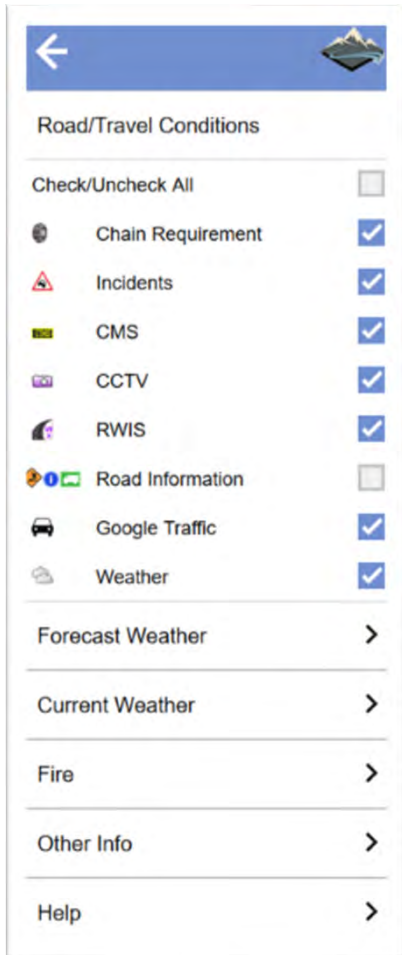 Road/Travel Conditions
Check/Uncheck All
Chain Requirement
Incidents
CMS
CCTV
RWIS
Road Information
Google Traffic
Weather
Forecast Weather
Current Weather
Fire
Other Info
Help